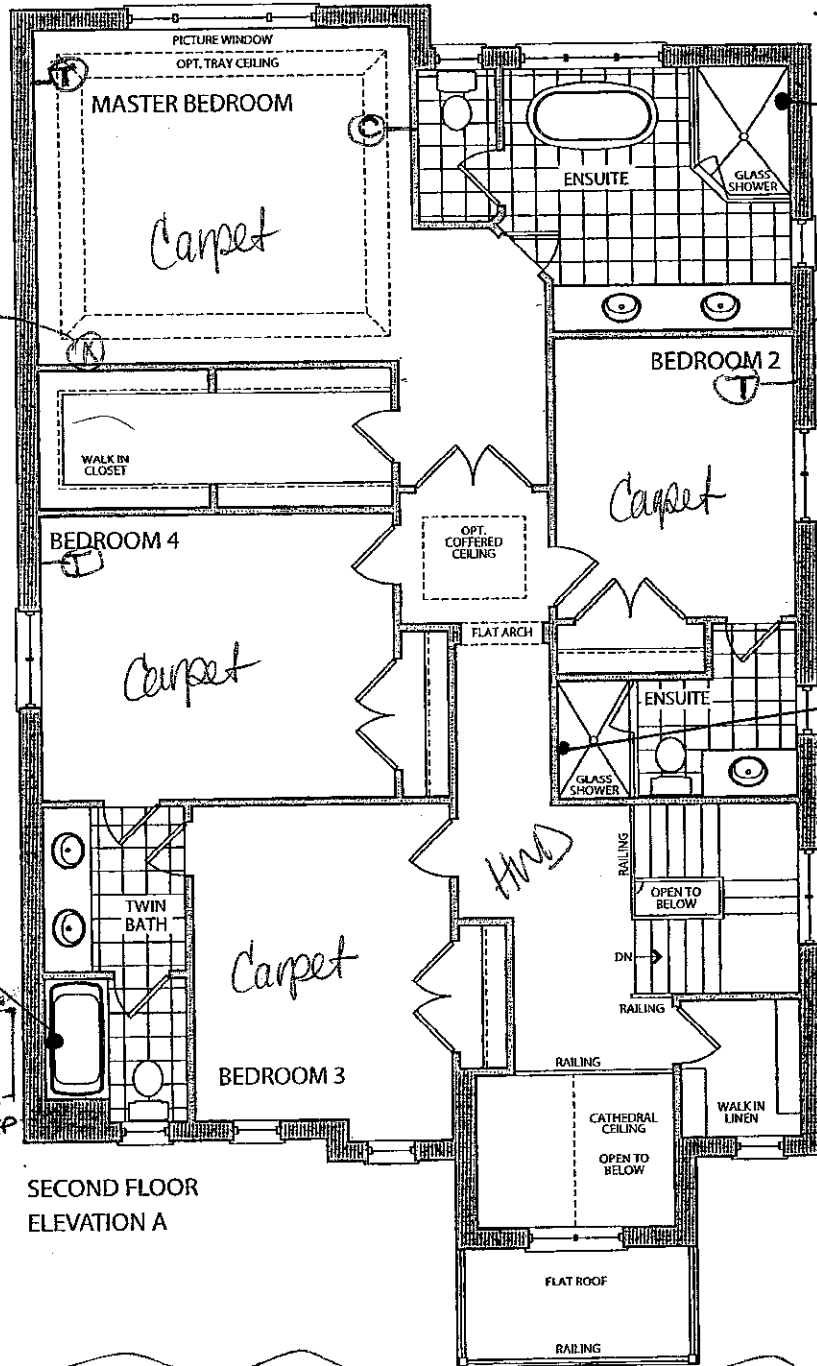 PICTURE WINDOW
OPT. TRAY CEILING
T
MASTER BEDROOM
C
ENSUITE
GLASS
SHOWER
Carpet
K
BEDROOM 2
T
WALK IN
CLOSET
Carpet
BEDROOM 4
T
OPT.
COFFERED
CEILING
FLAT ARCH
Carpet
ENSUITE
GLASS
SHOWER
HWD
RAILING
OPEN TO
BELOW
TWIN
BATH
DN
Carpet
RAILING
BEDROOM 3
RAILING
CATHEDRAL
CEILING
OPEN TO
BELOW
WALK IN
LINEN
SECOND FLOOR
ELEVATION A
FLAT ROOF
RAILING